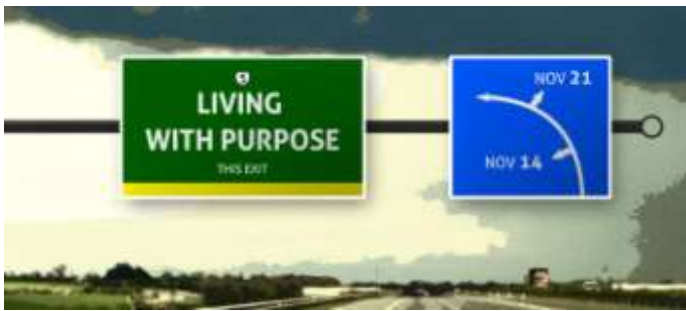 LIVING
WITH PURPOSE
THIS EXIT
NOV 21
NOV 14